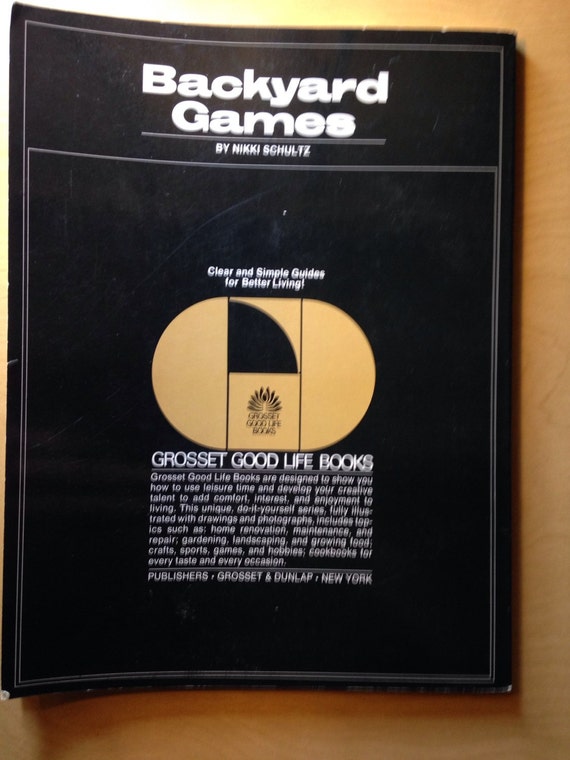 Backyard
Games
BY NIKKI SCHULTZ
Clear and Simple Guides
for Better Living!
GROSSET
GOOD LIFE
BOOKS
GROSSET GOOD LIFE BOOKS
Grosset Good Life Books are designed to show you
how to use leisure time and develop your creative
talent to add comfort, interest, and enjoyment to
living. This unique, do-it-yourself series, fully illus-
trated with drawings and photographs, includes top-
ics such as: home renovation, maintenance, and
repair; gardening, landscaping, and growing food;
crafts, sports, games, and hobbies; cookbooks for
every taste and every occasion.
PUBLISHERS • GROSSET & DUNLAP • NEW YORK